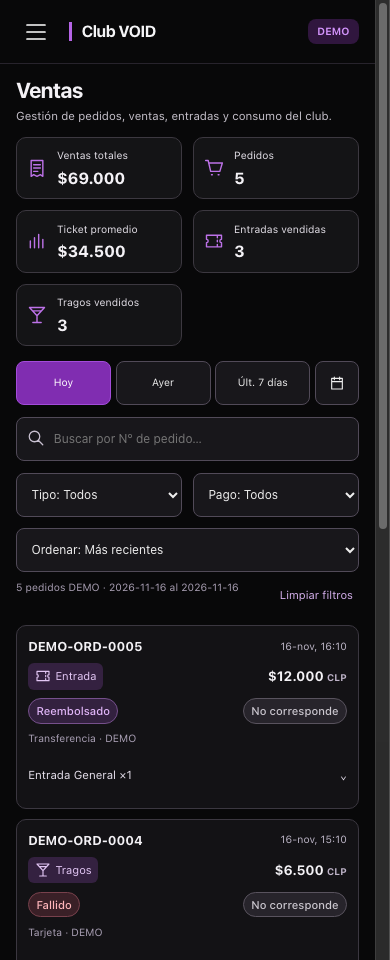 Club VOID
DEMO
Ventas
Gestión de pedidos, ventas, entradas y consumo del club.
Ventas totales
$69.000
Pedidos
5
Ticket promedio
$34.500
Entradas vendidas
3
Tragos vendidos
3
Hoy
Ayer
Últ. 7 días
Buscar por Nº de pedido...
Tipo: Todos
Pago: Todos
Ordenar: Más recientes
5 pedidos DEMO · 2026-11-16 al 2026-11-16
Limpiar filtros
DEMO-ORD-0005
16-nov, 16:10
Entrada
$12.000 CLP
Reembolsado
No corresponde
Transferencia · DEMO
Entrada General ×1
DEMO-ORD-0004
16-nov, 15:10
Tragos
$6.500 CLP
Fallido
No corresponde
Tarjeta · DEMO